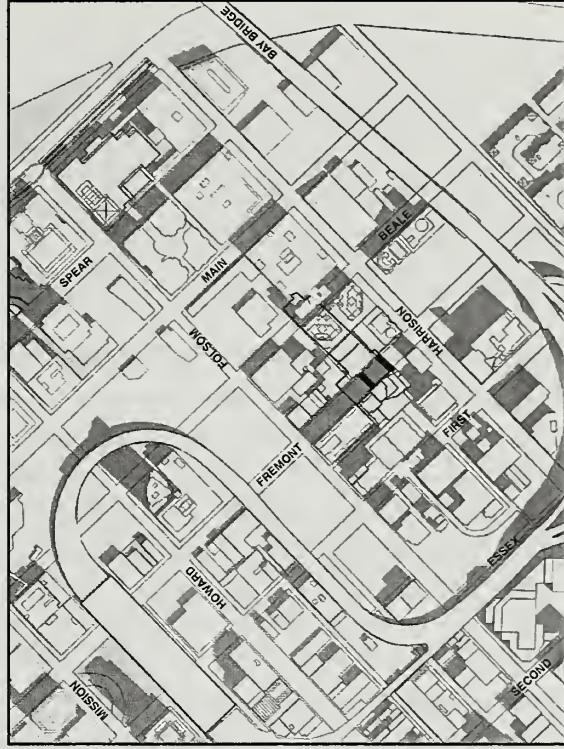 BAY BRIDGE
SPEAR
MAIN
BEALE
FOLSOM
HARRISON
FREMONT
FIRST
ESSEX
HOWARD
SECOND
MISSION